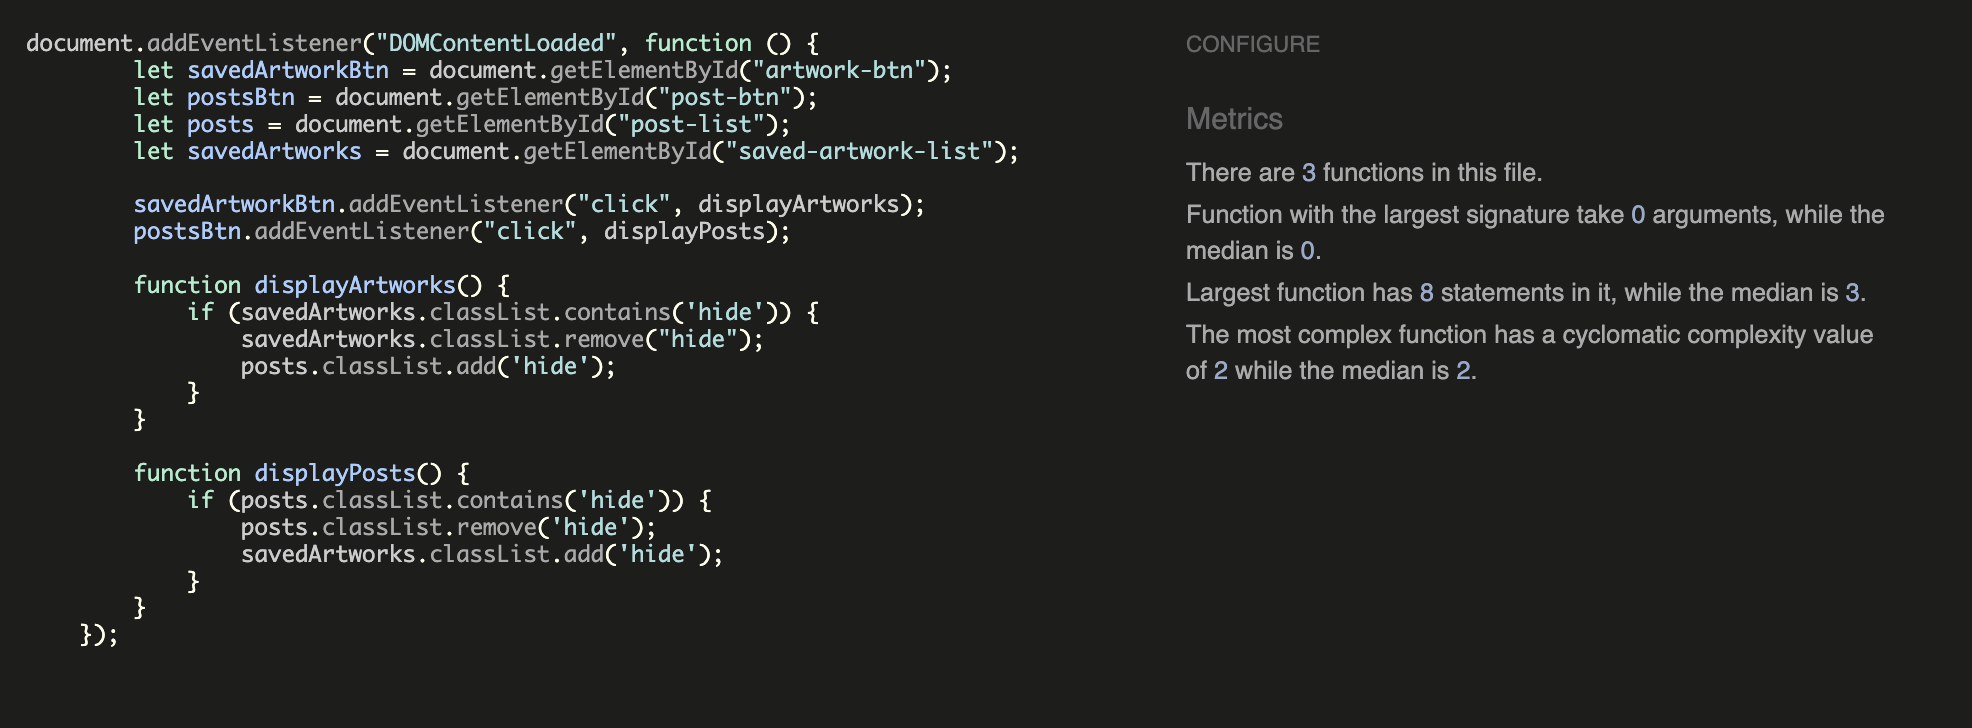 document.addEventListener("DOMContentLoaded", function () {
let savedArtworkBtn = document.getElementById("artwork-btn");
let postsBtn = document.getElementById("post-btn");
let posts = document.getElementById("post-list");
let savedArtworks = document.getElementById("saved-artwork-list");
savedArtworkBtn.addEventListener("click", displayArtworks);
postsBtn.addEventListener("click", displayPosts);
function displayArtworks() {
if (savedArtworks.classList.contains('hide')) {
savedArtworks.classList.remove("hide");
posts.classList.add('hide');
}
}
function displayPosts() {
if (posts.classList.contains('hide')) {
posts.classList.remove('hide');
savedArtworks.classList.add('hide');
}
}
});
CONFIGURE
Metrics
There are 3 functions in this file.
Function with the largest signature take 0 arguments, while the
median is 0.
Largest function has 8 statements in it, while the median is 3.
The most complex function has a cyclomatic complexity value
of 2 while the median is 2.